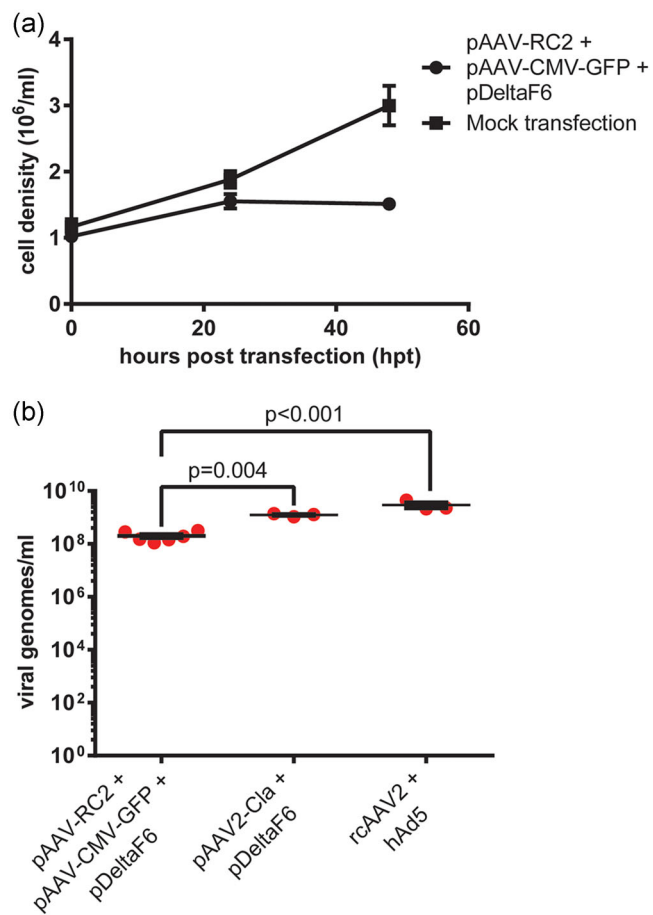 (a)
pAAV-RC2 +
pAAV-CMV-GFP +
pDeltaF6
Mock transfection
cell denisity (10⁶/ml)
4
3
2
1
0
0
20
40
60
hours post transfection (hpt)
(b)
p<0.001
p=0.004
viral genomes/ml
10¹⁰
10⁸
10⁶
10⁴
10²
10⁰
pAAV-RC2 +
pAAV-CMV-GFP +
pDeltaF6
pAAV2-Cla +
pDeltaF6
rcAAV2 +
hAd5